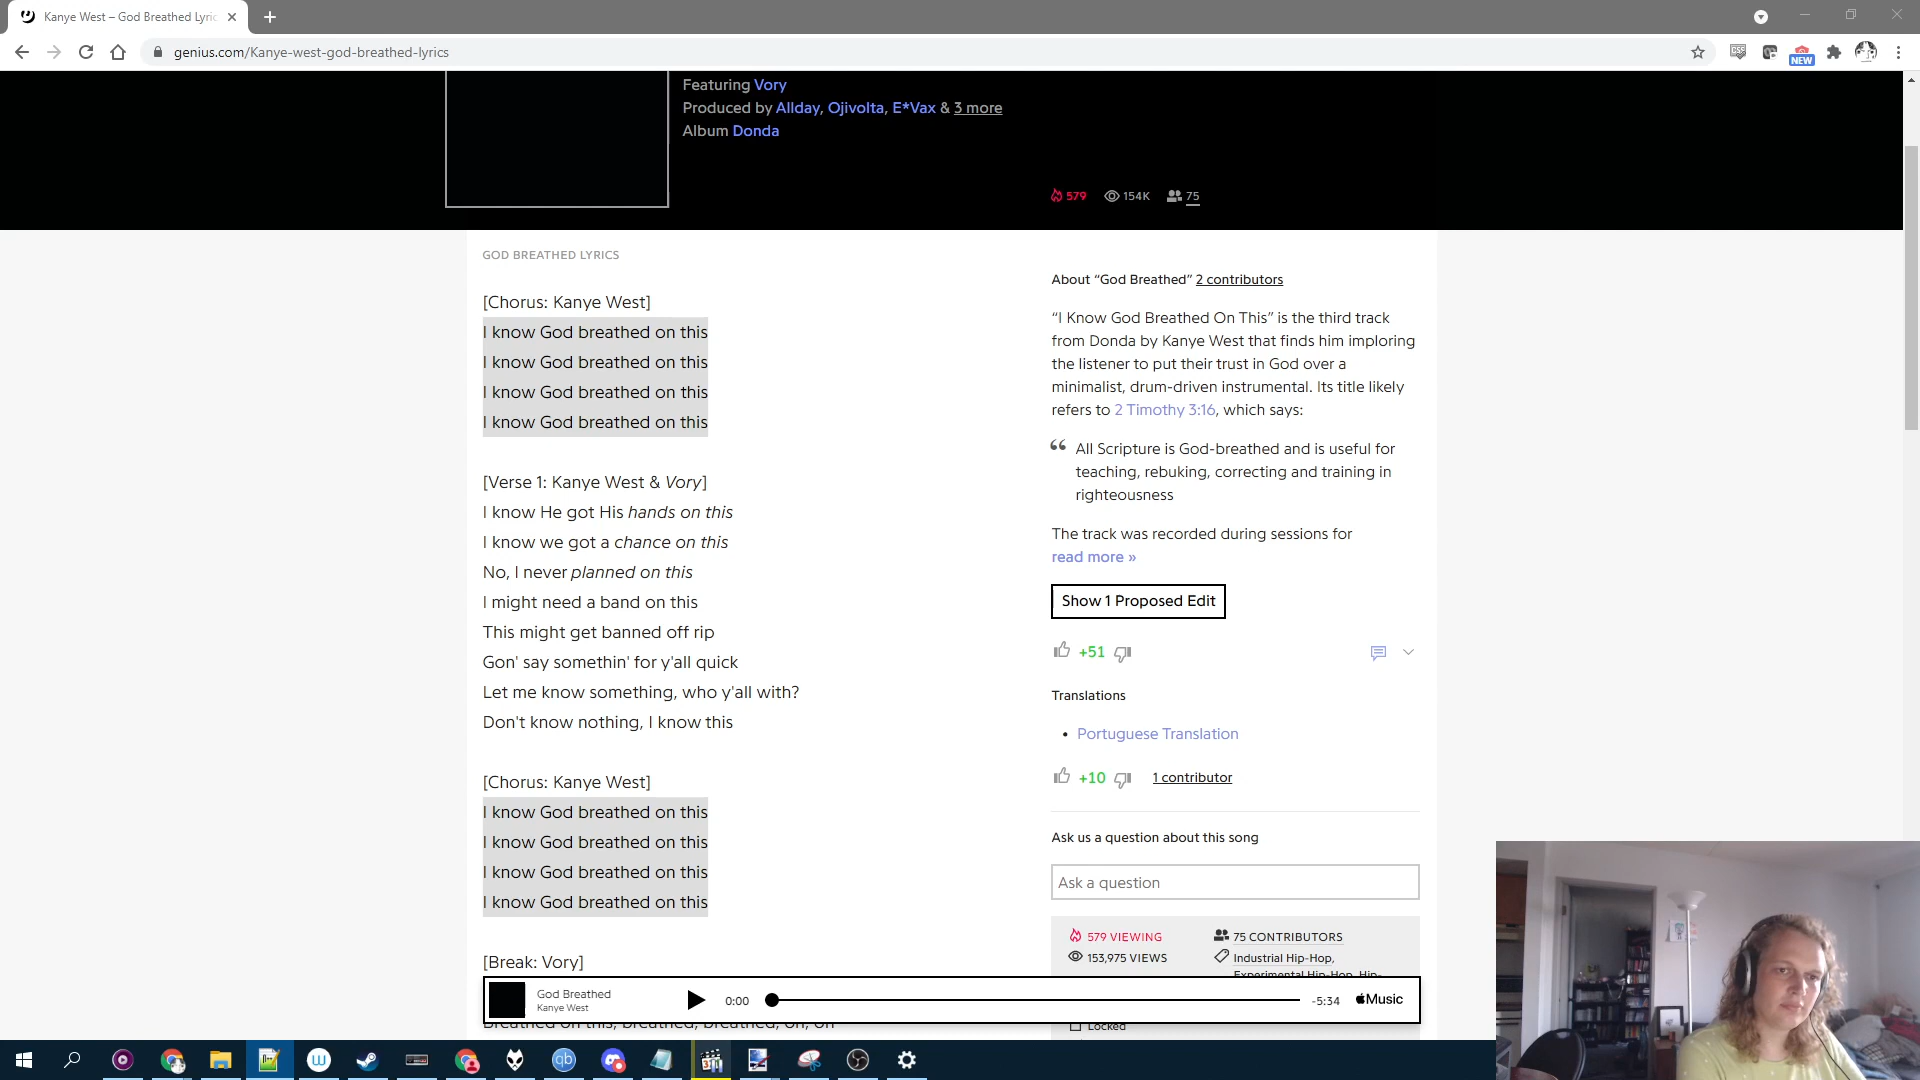 Kanye West – God Breathed Lyric
genius.com/Kanye-west-god-breathed-lyrics
NEW
Featuring Vory
Produced by Allday, Ojivolta, E*Vax & 3 more
Album Donda
579 154K 75
GOD BREATHED LYRICS
[Chorus: Kanye West]
I know God breathed on this
I know God breathed on this
I know God breathed on this
I know God breathed on this
[Verse 1: Kanye West & Vory]
I know He got His hands on this
I know we got a chance on this
No, I never planned on this
I might need a band on this
This might get banned off rip
Gon' say somethin' for y'all quick
Let me know something, who y'all with?
Don't know nothing, I know this
[Chorus: Kanye West]
I know God breathed on this
I know God breathed on this
I know God breathed on this
I know God breathed on this
[Break: Vory]
Breathed on this, breathed, breathed, oh, oh
About “God Breathed” 2 contributors
“I Know God Breathed On This” is the third track
from Donda by Kanye West that finds him imploring
the listener to put their trust in God over a
minimalist, drum-driven instrumental. Its title likely
refers to 2 Timothy 3:16, which says:
“ All Scripture is God-breathed and is useful for
teaching, rebuking, correcting and training in
righteousness
The track was recorded during sessions for
read more »
Show 1 Proposed Edit
+51
Translations
• Portuguese Translation
+10 1 contributor
Ask us a question about this song
Ask a question
579 VIEWING 75 CONTRIBUTORS
153,975 VIEWS Industrial Hip-Hop,
Experimental Hip-Hop, Hip-
Locked
God Breathed
Kanye West
0:00
-5:34
Music